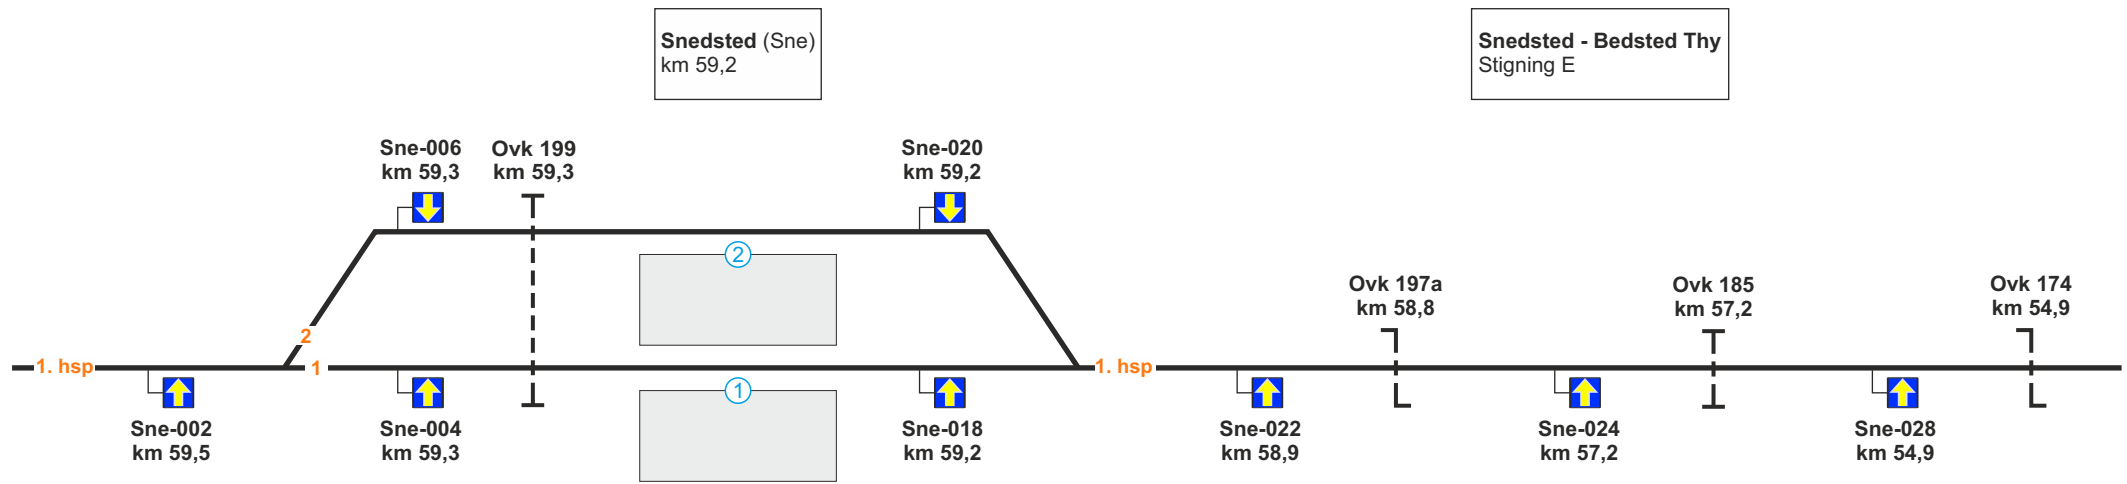 Snedsted (Sne)
km 59,2
Snedsted - Bedsted Thy
Stigning E
Sne-006
km 59,3
Ovk 199
km 59,3
Sne-020
km 59,2
2
Ovk 197a
km 58,8
Ovk 185
km 57,2
Ovk 174
km 54,9
2
1. hsp
1
1. hsp
1
Sne-002
km 59,5
Sne-004
km 59,3
Sne-018
km 59,2
Sne-022
km 58,9
Sne-024
km 57,2
Sne-028
km 54,9